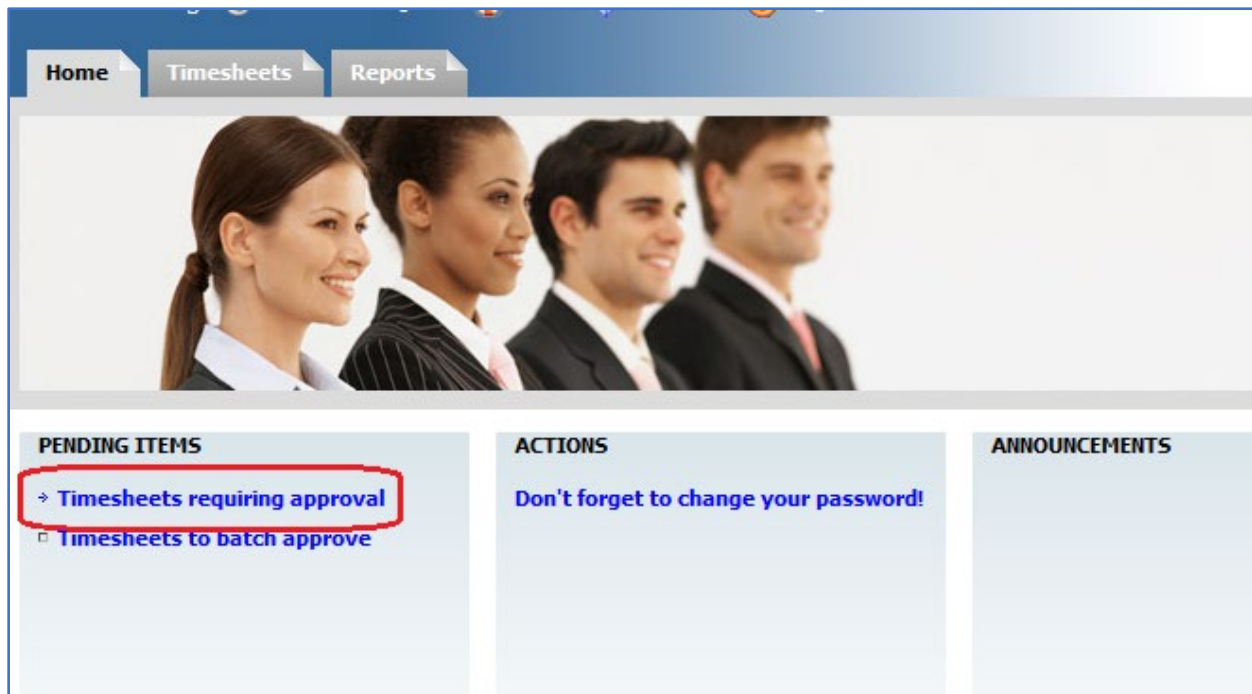 Home Timesheets Reports
PENDING ITEMS
Timesheets requiring approval
Timesheets to batch approve
ACTIONS
Don't forget to change your password!
ANNOUNCEMENTS